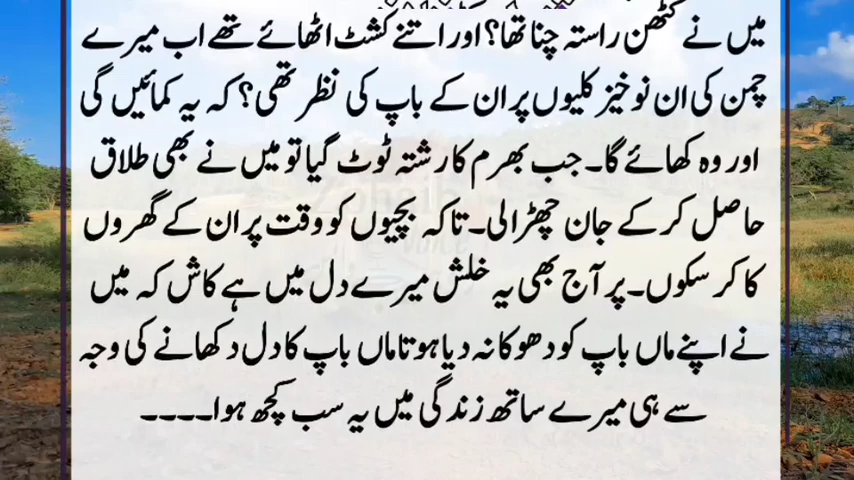 میں نے کٹھن راستہ چنا تھا؟ اور اتنے کشٹ اٹھائے تھے اب میرے
چمن کی ان نوخیز کلیوں پر ان کے باپ کی نظر تھی؟ کہ یہ کمائیں گی
اور وہ کھائے گا۔ جب بھرم کا رشتہ ٹوٹ گیا تو میں نے بھی طلاق
حاصل کر کے جان چھڑالی۔ تاکہ بچیوں کو وقت پر ان کے گھروں
کا کر سکوں۔ پر آج بھی یہ خلش میرے دل میں ہے کاش کہ میں
نے اپنے ماں باپ کو دھوکا نہ دیا ہوتا ماں باپ کا دل دکھانے کی وجہ
سے ہی میرے ساتھ زندگی میں یہ سب کچھ ہوا۔۔۔۔
Zohaib
Voice